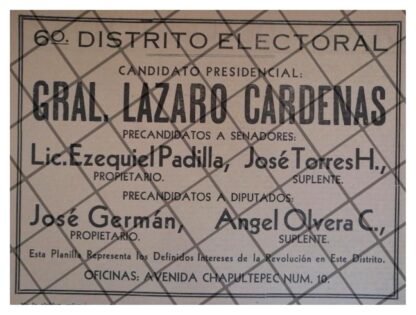 6o. DISTRITO ELECTORAL
CANDIDATO PRESIDENCIAL:
GRAL. LAZARO CARDENAS
PRECANDIDATOS A SENADORES:
Lic. Ezequiel Padilla, José Torres H.,
PROPIETARIO. SUPLENTE.
PRECANDIDATOS A DIPUTADOS:
José Germán, Angel Olvera C.,
PROPIETARIO. SUPLENTE.
Esta Planilla Representa los Definidos Intereses de la Revolución en Este Distrito.
OFICINAS: AVENIDA CHAPULTEPEC NUM. 10.